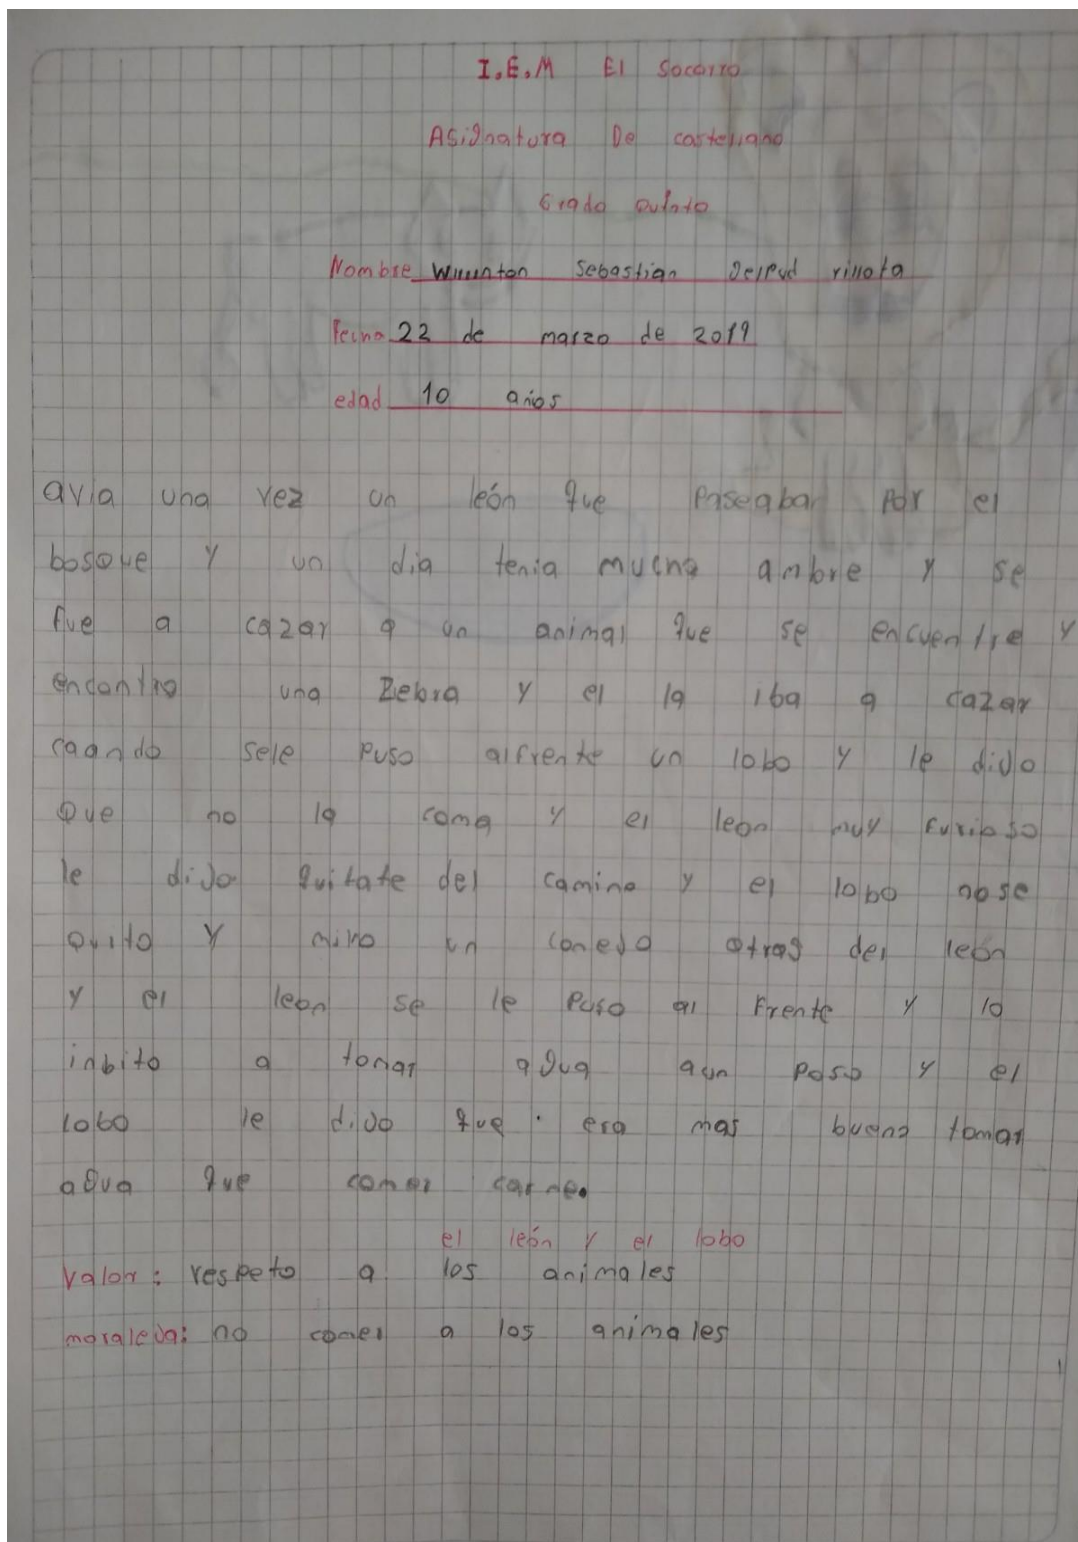 I.E.M El Socorro
Asignatura De castellano
Grado Quinto
Nombre Sebastian
Fecha 22 de marzo de 2019
edad 10 años
avia una vez un león que paseaba por el
bosque y un dia tenia mucha ambre y se
fue a cazar a un animal que se encuentre y
encontro una Zebra y el la iba a cazar
caando sele puso alfrente un lobo y le dijo
que no la coma y el leon muy furioso
le dijo quitate del camino y el lobo nose
quito y miro un conejo atras del león
y el leon se le puso al frente y lo
inbito a tomar agua aun poso y el
lobo le dijo que era mas bueno tomar
agua que comer carne.
el león y el lobo
Valor: respeto a los animales
moraleja: no comer a los animales